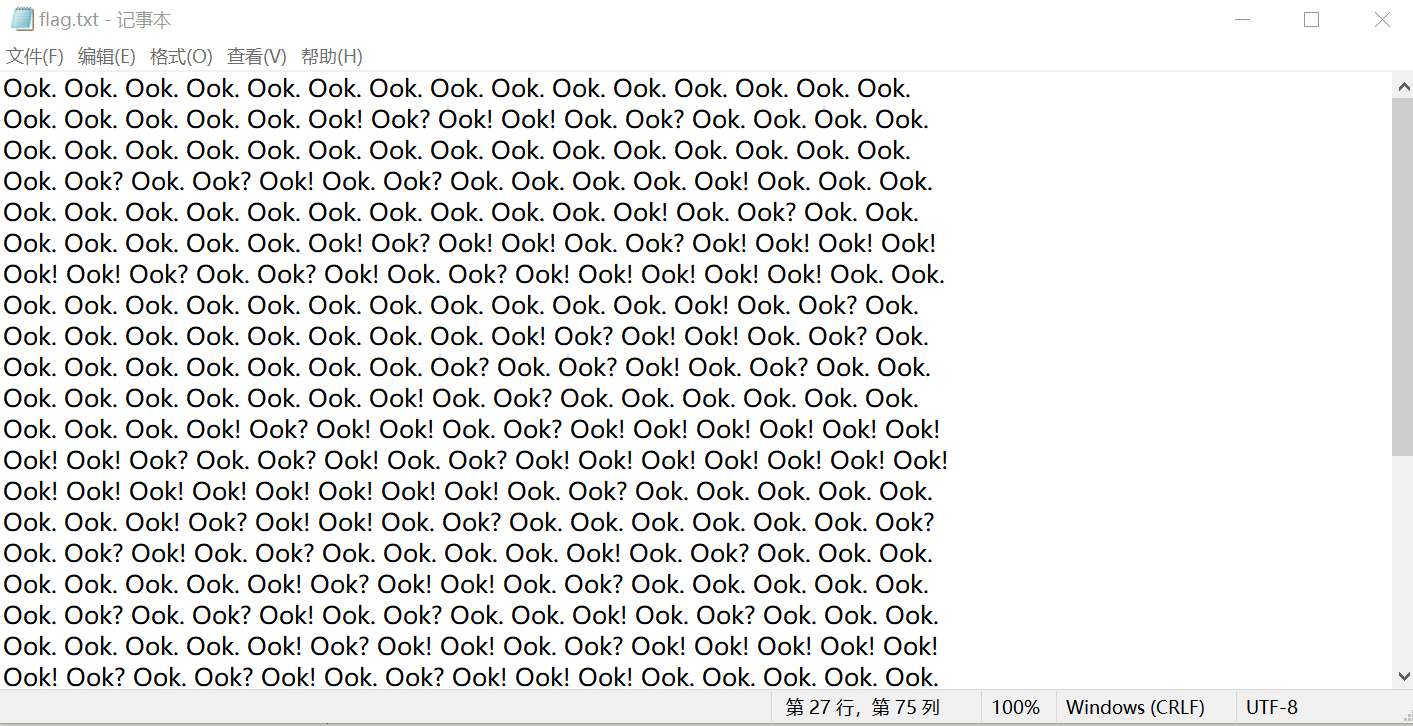 flag.txt - 记事本
文件(F) 编辑(E) 格式(O) 查看(V) 帮助(H)
Ook. Ook. Ook. Ook. Ook. Ook. Ook. Ook. Ook. Ook. Ook. Ook. Ook. Ook. Ook.
Ook. Ook. Ook. Ook. Ook. Ook! Ook? Ook! Ook! Ook. Ook? Ook. Ook. Ook. Ook.
Ook. Ook. Ook. Ook. Ook. Ook. Ook. Ook. Ook. Ook. Ook. Ook. Ook. Ook. Ook.
Ook. Ook? Ook. Ook? Ook! Ook. Ook? Ook. Ook. Ook. Ook. Ook! Ook. Ook. Ook.
Ook. Ook. Ook. Ook. Ook. Ook. Ook. Ook. Ook. Ook. Ook! Ook. Ook? Ook. Ook.
Ook. Ook. Ook. Ook. Ook. Ook! Ook? Ook! Ook! Ook. Ook? Ook! Ook! Ook! Ook!
Ook! Ook! Ook? Ook. Ook? Ook! Ook. Ook? Ook! Ook! Ook! Ook! Ook! Ook. Ook.
Ook. Ook. Ook. Ook. Ook. Ook. Ook. Ook. Ook. Ook. Ook. Ook! Ook. Ook? Ook.
Ook. Ook. Ook. Ook. Ook. Ook. Ook. Ook. Ook! Ook? Ook! Ook! Ook. Ook? Ook.
Ook. Ook. Ook. Ook. Ook. Ook. Ook. Ook? Ook. Ook? Ook! Ook. Ook? Ook. Ook.
Ook. Ook. Ook. Ook. Ook. Ook. Ook! Ook. Ook? Ook. Ook. Ook. Ook. Ook. Ook.
Ook. Ook. Ook. Ook! Ook? Ook! Ook! Ook. Ook? Ook! Ook! Ook! Ook! Ook! Ook!
Ook! Ook! Ook? Ook. Ook? Ook! Ook. Ook? Ook! Ook! Ook! Ook! Ook! Ook! Ook!
Ook! Ook! Ook! Ook! Ook! Ook! Ook! Ook! Ook. Ook? Ook. Ook. Ook. Ook. Ook.
Ook. Ook. Ook! Ook? Ook! Ook! Ook. Ook? Ook. Ook. Ook. Ook. Ook. Ook. Ook?
Ook. Ook? Ook! Ook. Ook? Ook. Ook. Ook. Ook. Ook! Ook. Ook? Ook. Ook. Ook.
Ook. Ook. Ook. Ook. Ook! Ook? Ook! Ook! Ook. Ook? Ook. Ook. Ook. Ook. Ook.
Ook. Ook? Ook. Ook? Ook! Ook. Ook? Ook. Ook. Ook! Ook. Ook? Ook. Ook. Ook.
Ook. Ook. Ook. Ook. Ook! Ook? Ook! Ook! Ook. Ook? Ook! Ook! Ook! Ook! Ook!
Ook! Ook? Ook. Ook? Ook! Ook. Ook? Ook! Ook! Ook! Ook. Ook. Ook. Ook. Ook.
第 27 行，第 75 列 100% Windows (CRLF) UTF-8